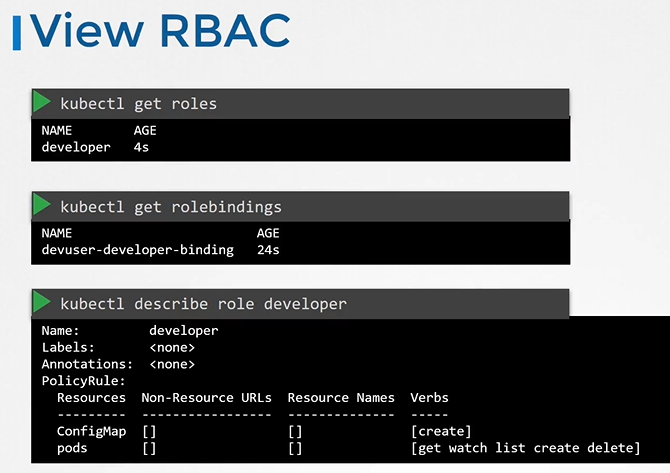 View RBAC
kubectl get roles
NAME AGE
developer 4s
kubectl get rolebindings
NAME AGE
devuser-developer-binding 24s
kubectl describe role developer
Name: developer
Labels: <none>
Annotations: <none>
PolicyRule:
Resources Non-Resource URLs Resource Names Verbs
--------- ----------------- -------------- -----
ConfigMap [] [] [create]
pods [] [] [get watch list create delete]